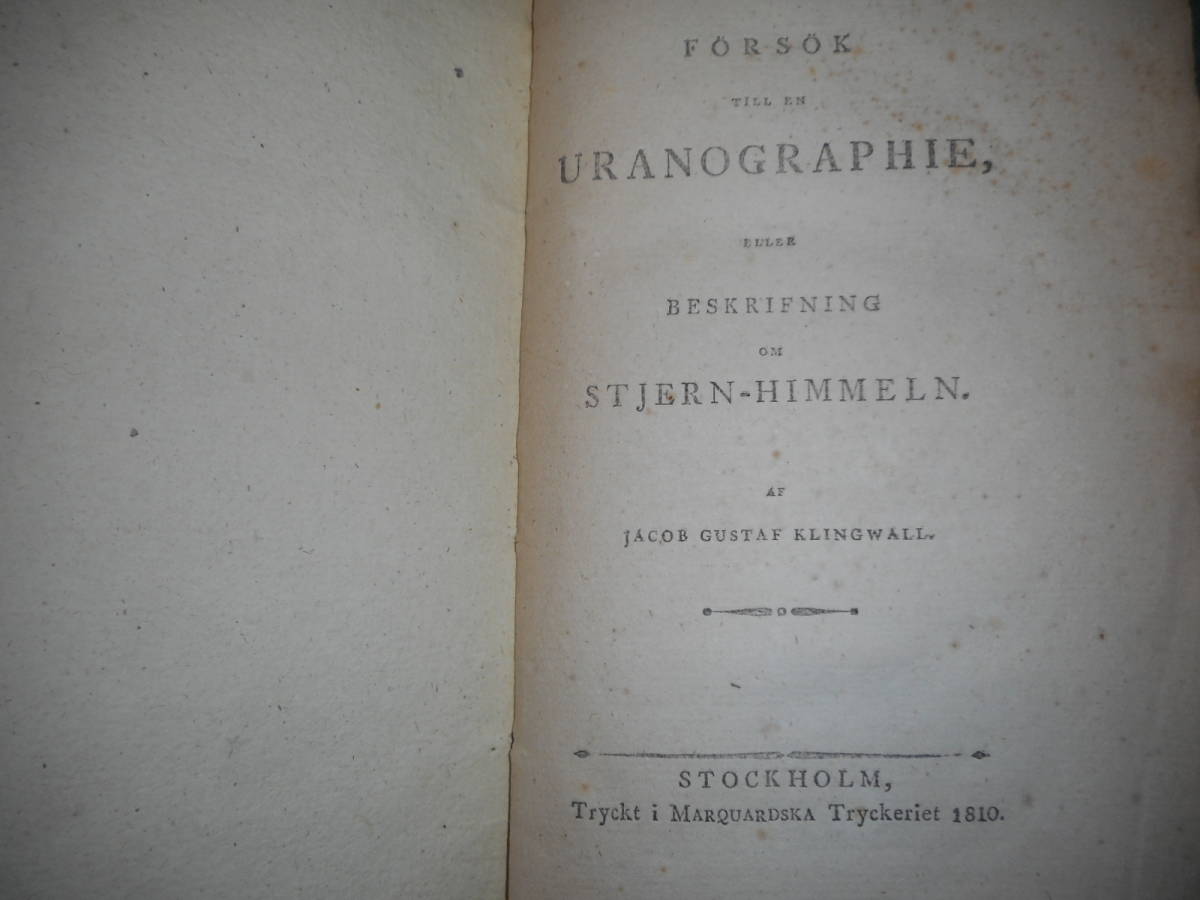 FÖRSÖK
TILL EN
URANOGRAPHIE,
ELLER
BESKRIFNING
OM
STJERN-HIMMELN.
AF
JACOB GUSTAF KLINGWALL.
STOCKHOLM,
Tryckt i MARQUARDSKA Tryckeriet 1810.